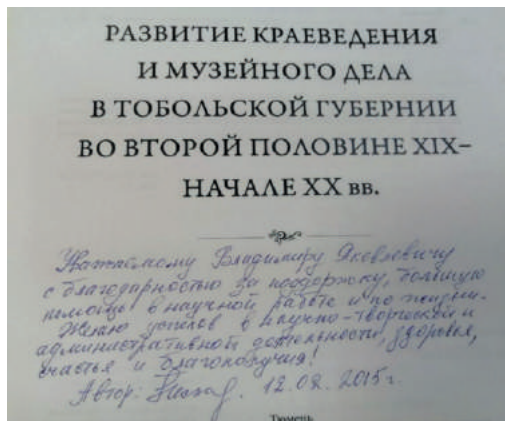 РАЗВИТИЕ КРАЕВЕДЕНИЯ
И МУЗЕЙНОГО ДЕЛА
В ТОБОЛЬСКОЙ ГУБЕРНИИ
ВО ВТОРОЙ ПОЛОВИНЕ XIX–
НАЧАЛЕ XX вв.
Уважаемому Владимиру Яковлевичу
с благодарностью за поддержку, большую
помощь в научной работе и по жизни.
Желаю успехов в научно-творческой и
административной деятельности, здоровья,
счастья и благополучия!
Автор: 12.02.2015г.
Тюмень